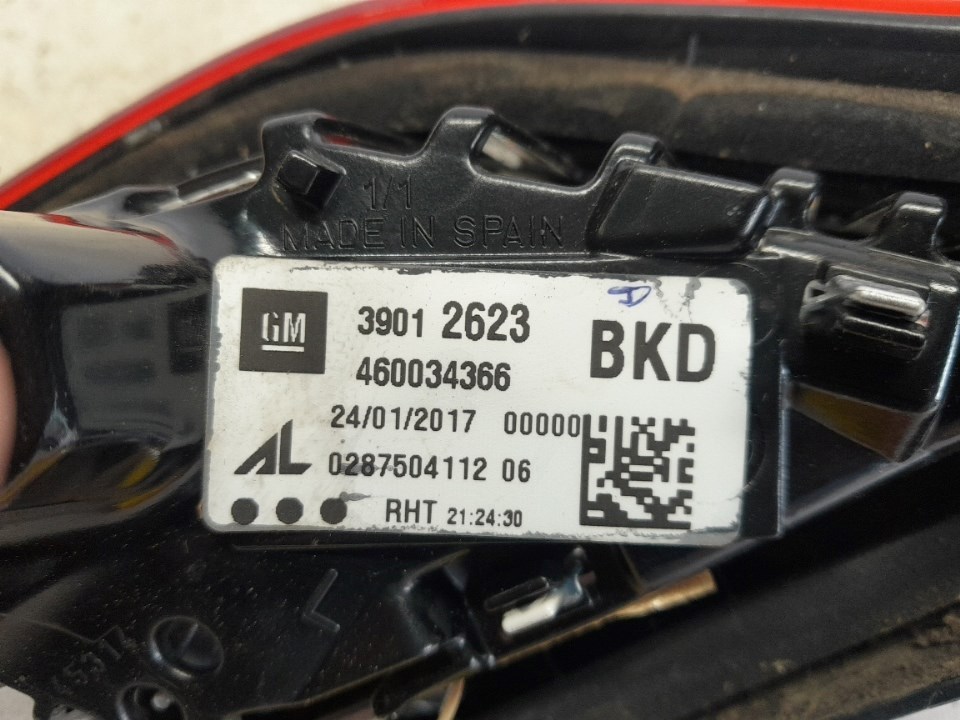 1/1
MADE IN SPAIN
D
GM 3901 2623 BKD
460034366
24/01/2017 00000
AL 0287504112 06
RHT 21:24:30
L